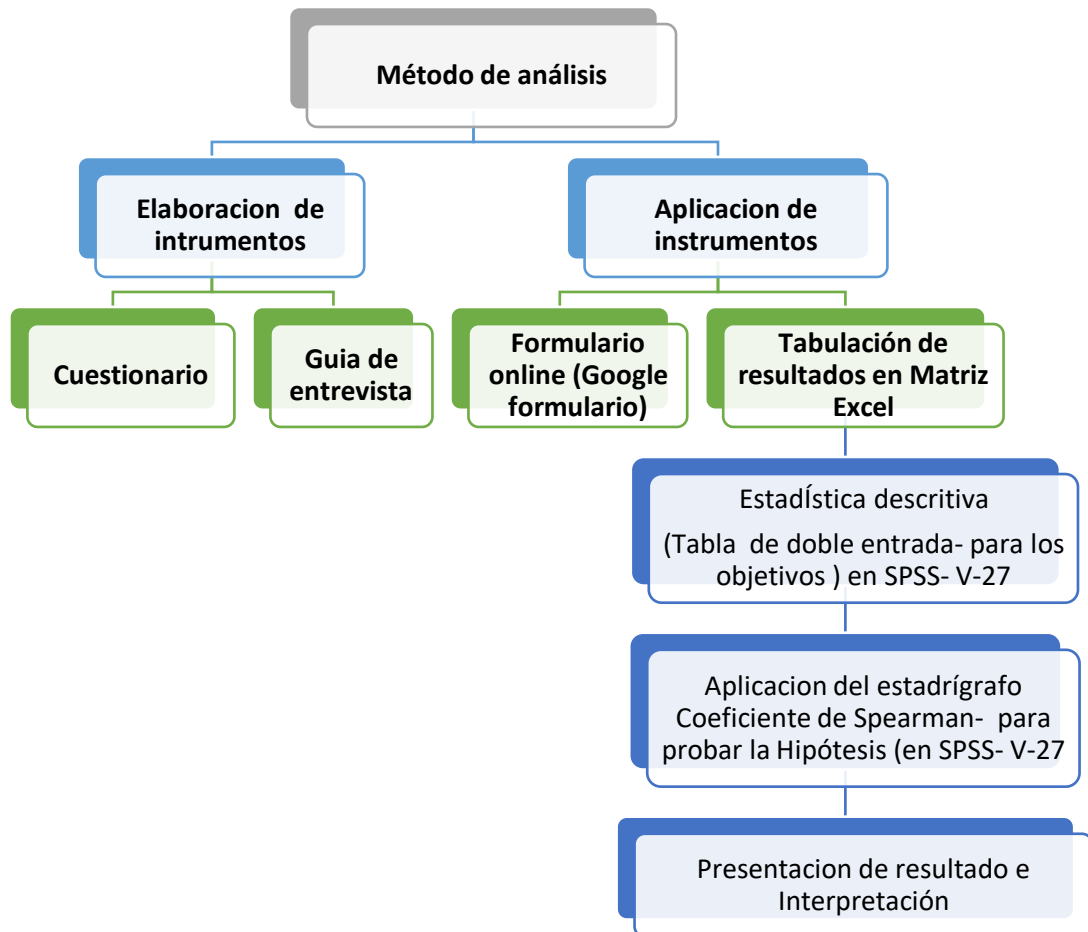 Método de análisis
Elaboracion de
intrumentos
Aplicacion de
instrumentos
Cuestionario
Guia de
entrevista
Formulario
online (Google
formulario)
Tabulación de
resultados en Matriz
Excel
EstadÍstica descritiva
(Tabla de doble entrada- para los
objetivos ) en SPSS- V-27
Aplicacion del estadrígrafo
Coeficiente de Spearman- para
probar la Hipótesis (en SPSS- V-27
Presentacion de resultado e
Interpretación